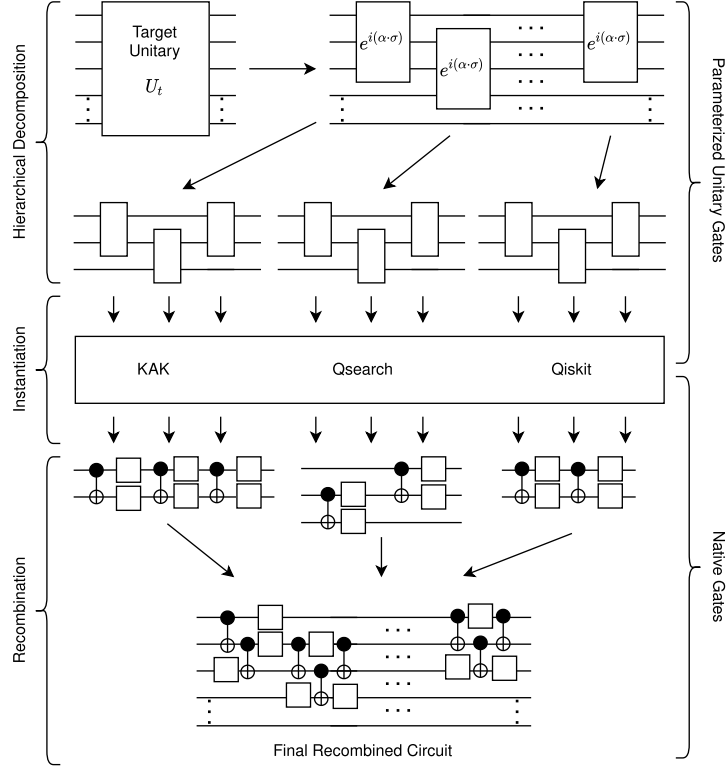 Target
Unitary
U_t
e^{i(α·σ)}
e^{i(α·σ)}
e^{i(α·σ)}
Hierarchical Decomposition
Parameterized Unitary Gates
Instantiation
KAK
Qsearch
Qiskit
Recombination
Native Gates
Final Recombined Circuit